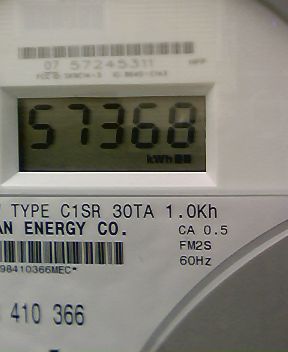 07 57245311
57368
kWh
TYPE C1SR 30TA 1.0Kh
AN ENERGY CO.
CA 0.5
FM2S
60Hz
98410366MEC*
410 366